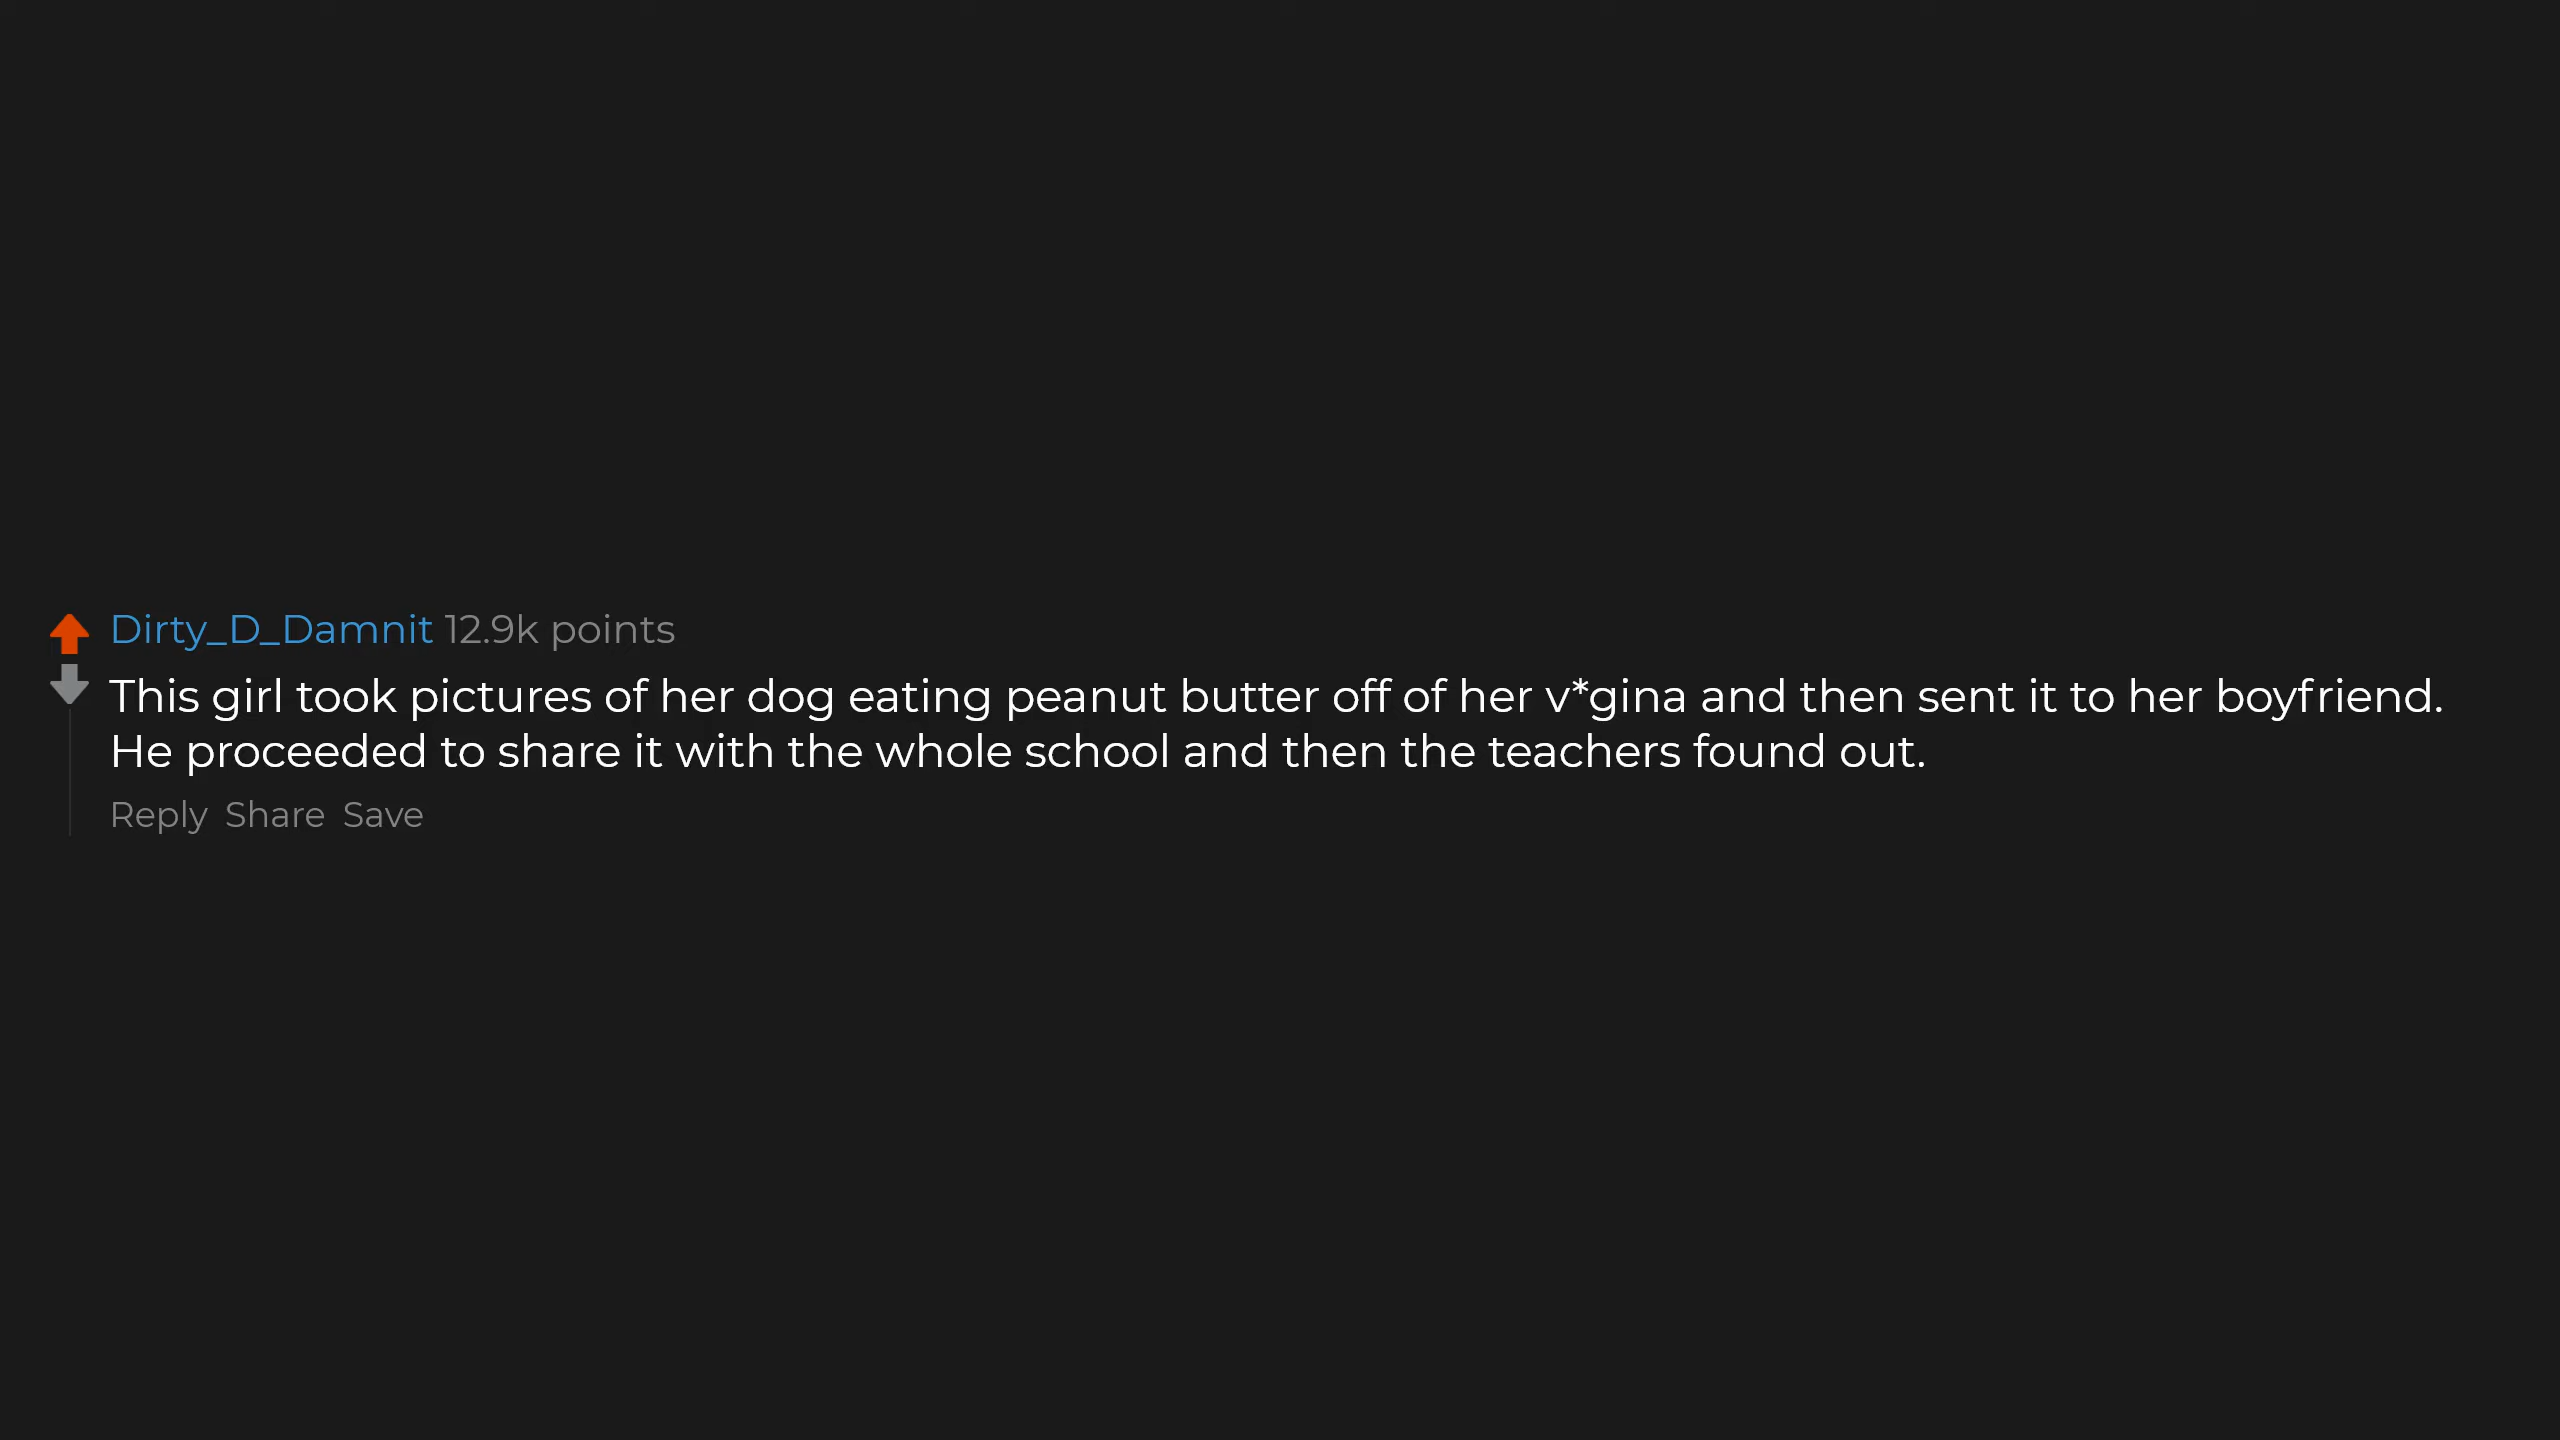 Dirty_D_Damnit 12.9k points
This girl took pictures of her dog eating peanut butter off of her v*gina and then sent it to her boyfriend.
He proceeded to share it with the whole school and then the teachers found out.
Reply Share Save